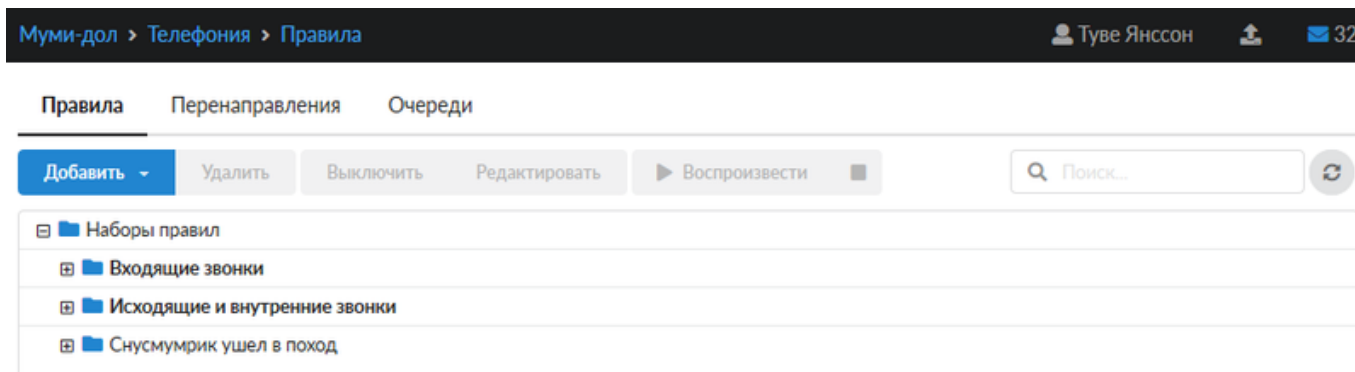 Муми-дол > Телефония > Правила Туве Янссон 32
Правила Перенаправления Очереди
Добавить Удалить Выключить Редактировать Воспроизвести Поиск...
Наборы правил
Входящие звонки
Исходящие и внутренние звонки
Снусмумрик ушел в поход